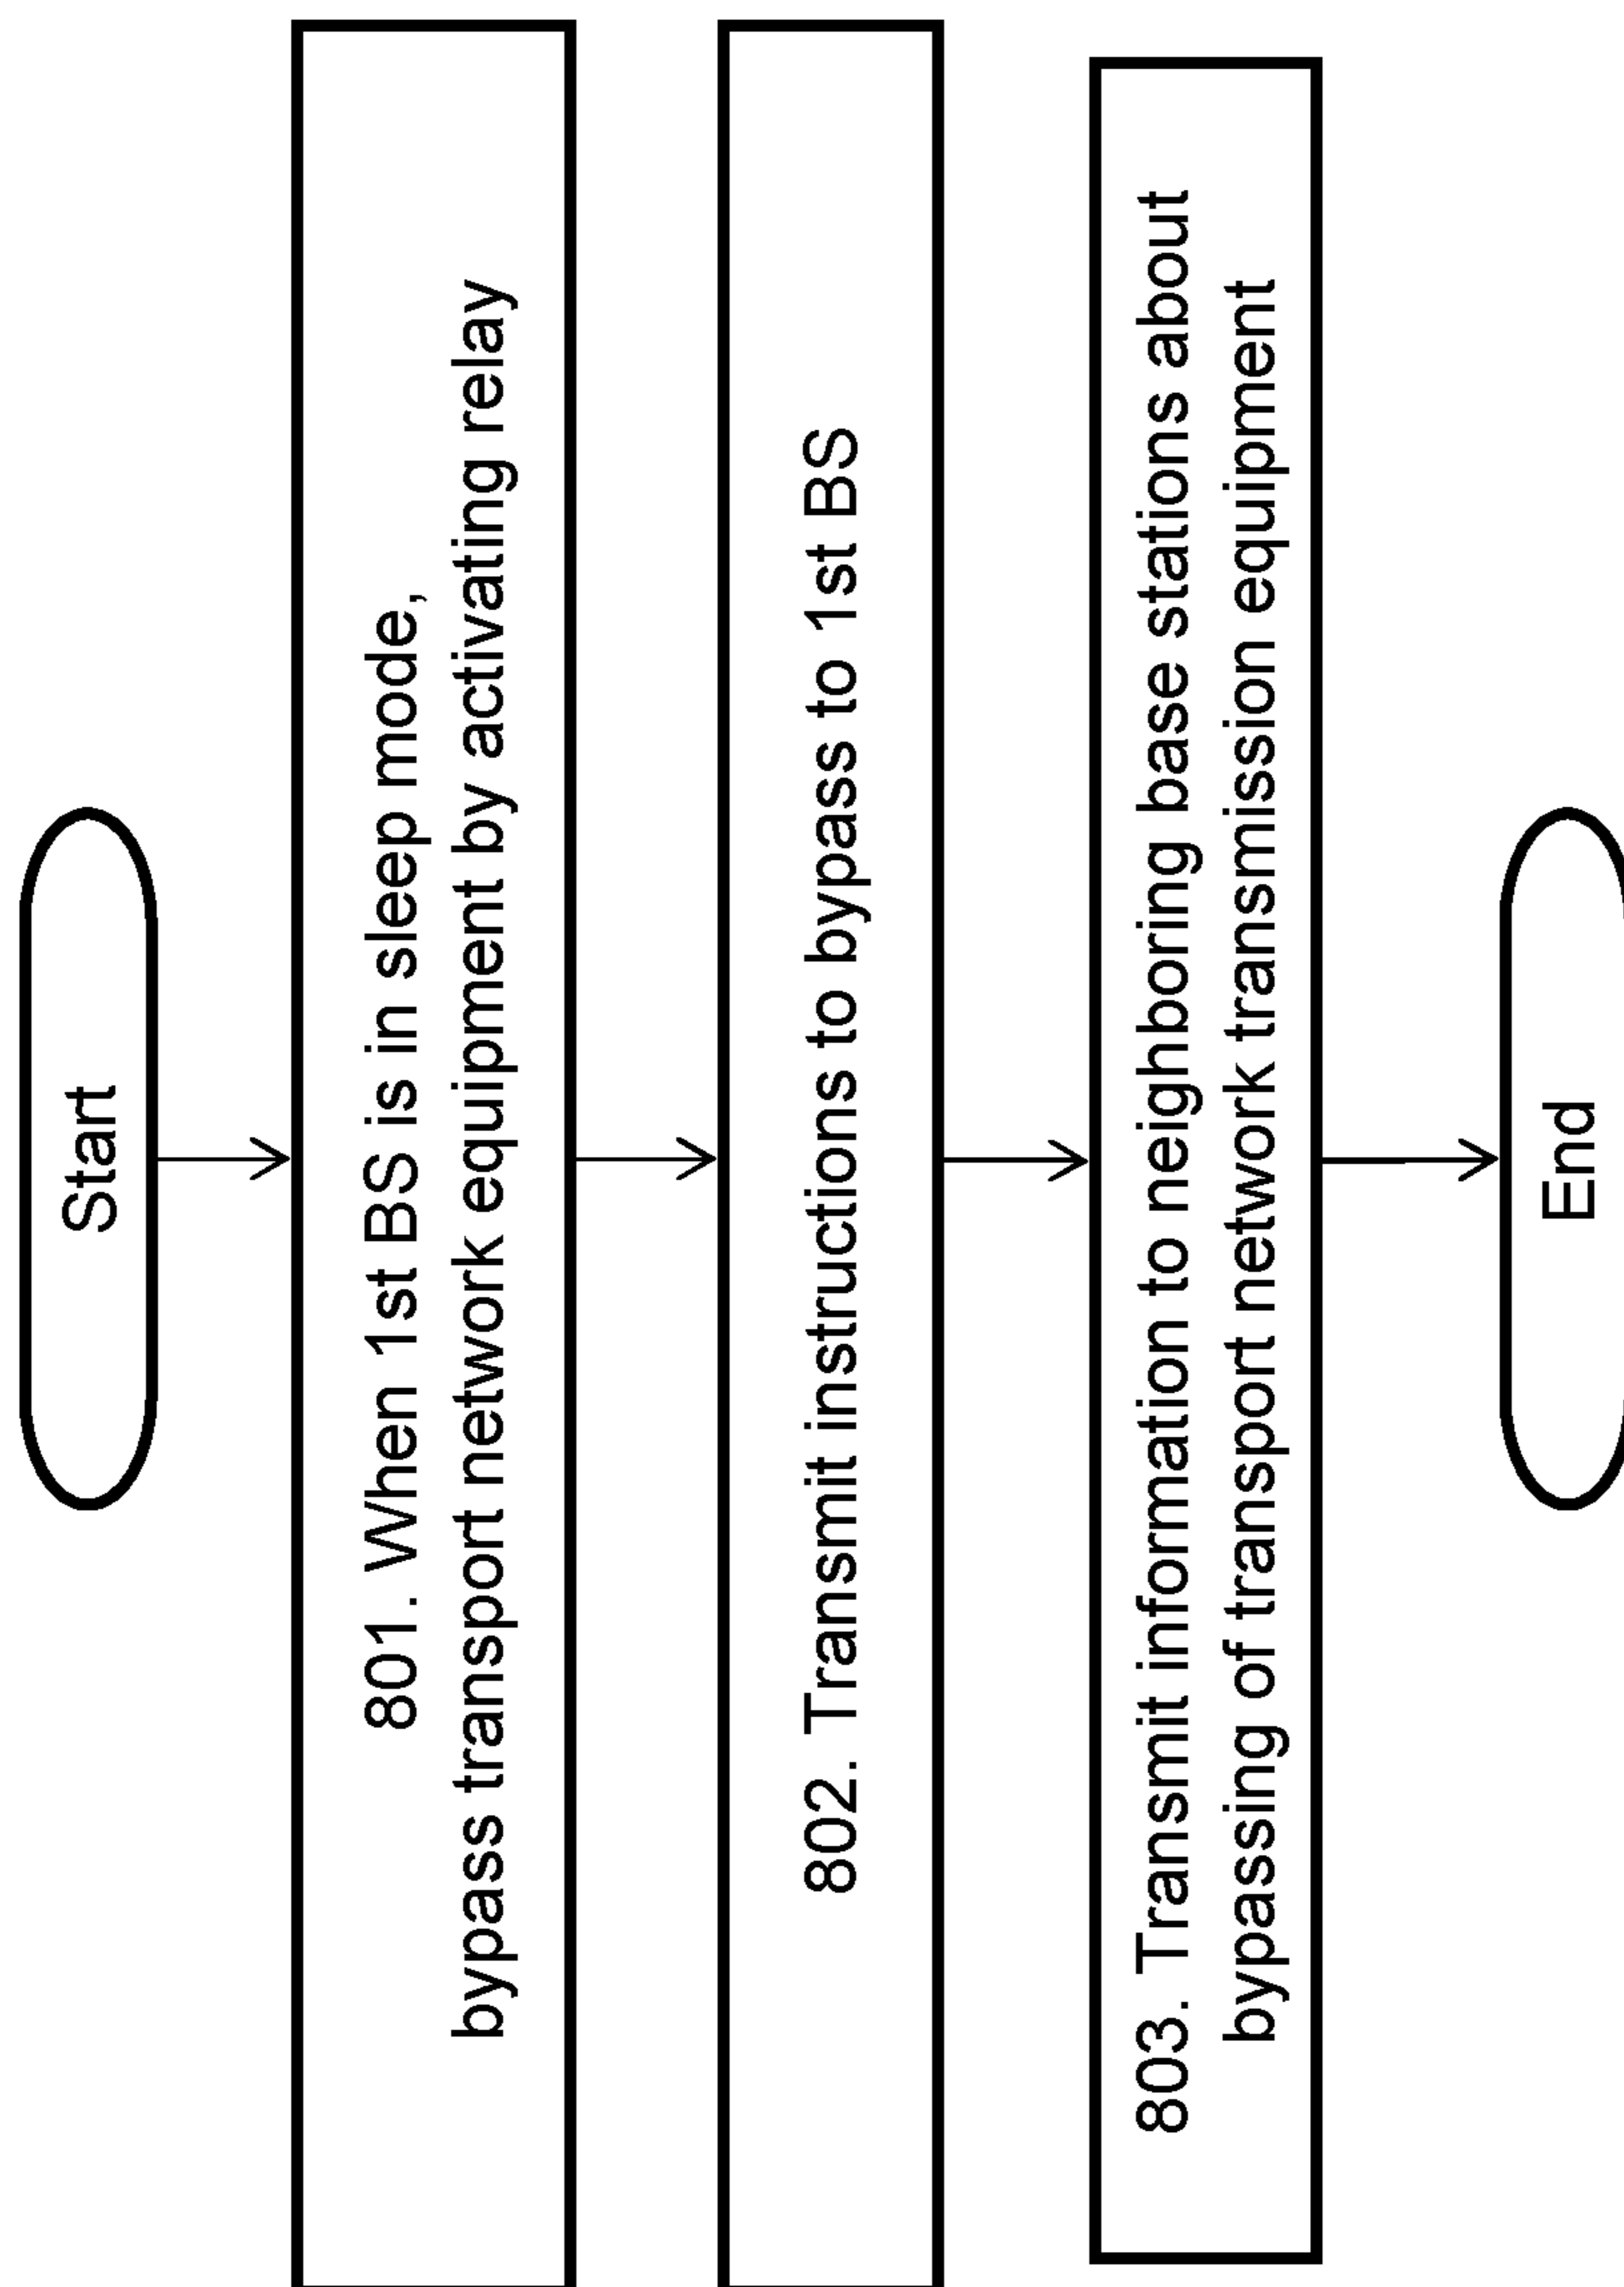 Start
801. When 1st BS is in sleep mode,
bypass transport network equipment by activating relay
802. Transmit instructions to bypass to 1st BS
803. Transmit information to neighboring base stations about
bypassing of transport network transmission equipment
End